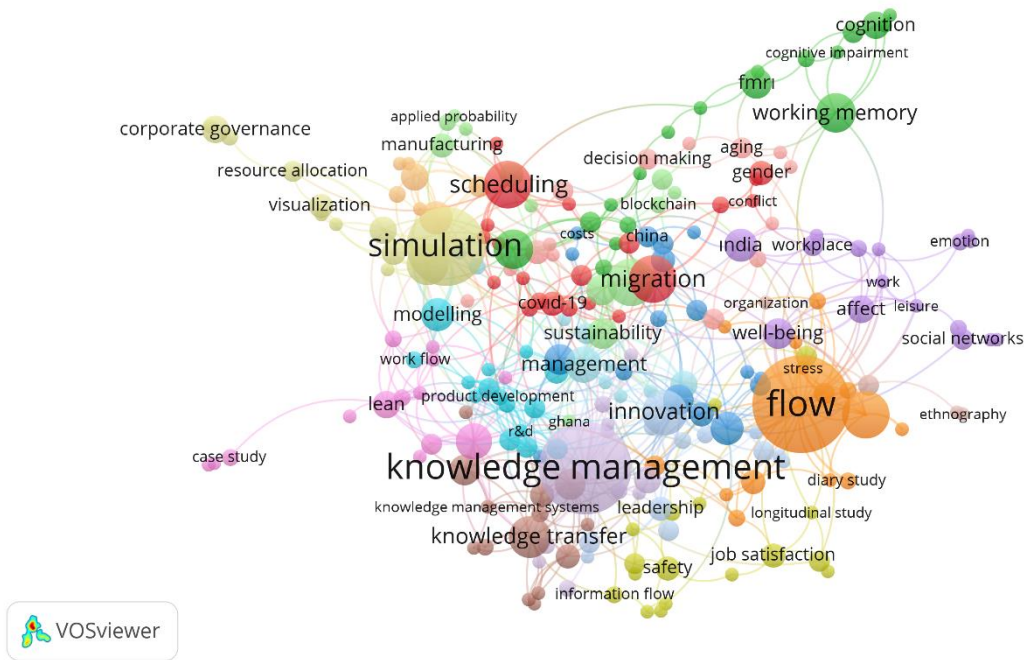 cognition
cognitive impairment
fmri
working memory
applied probability
corporate governance
manufacturing
aging
decision making
resource allocation
gender
scheduling
visualization
blockchain
conflict
costs
china
simulation
india
workplace
emotion
migration
work
covid-19
organization
leisure
modelling
affect
sustainability
well-being
social networks
work flow
management
stress
product development
lean
flow
innovation
ghana
ethnography
r&d
case study
knowledge management
diary study
knowledge management systems
leadership
longitudinal study
knowledge transfer
job satisfaction
safety
information flow
VOSviewer